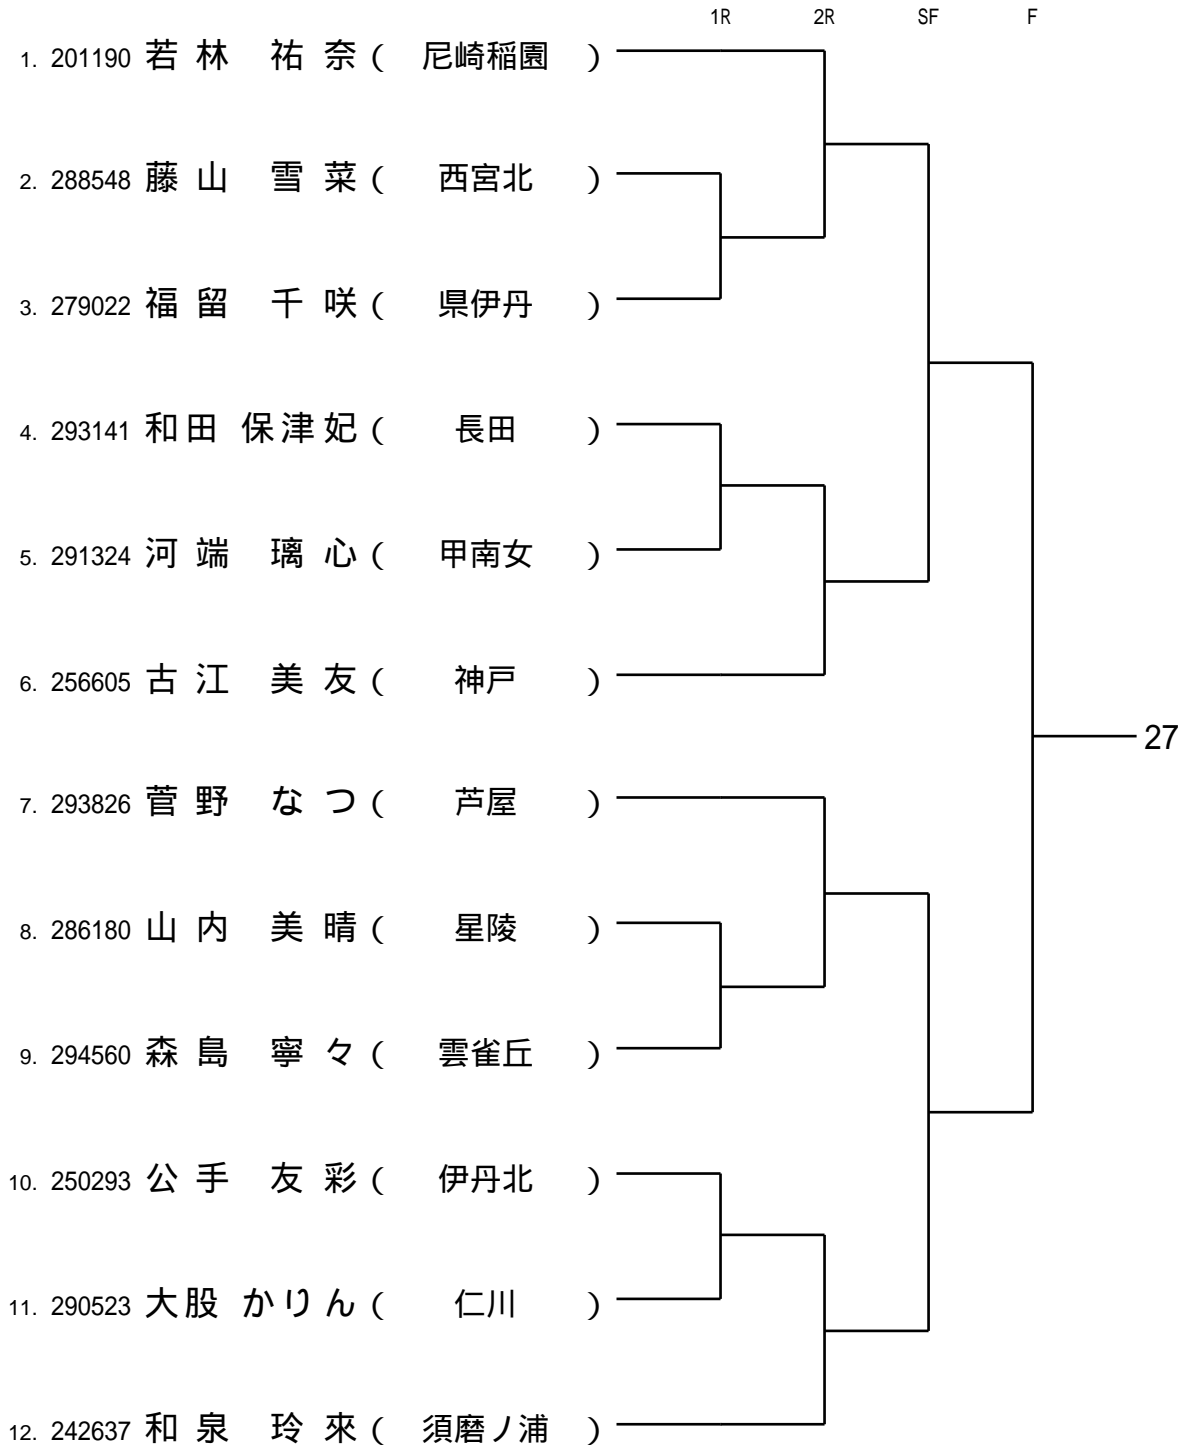 1R 2R SF F
1. 201190 若林 祐奈 ( 尼崎稲園 )
2. 288548 藤山 雪菜 ( 西宮北 )
3. 279022 福留 千咲 ( 県伊丹 )
4. 293141 和田 保津妃 ( 長田 )
5. 291324 河端 璃心 ( 甲南女 )
6. 256605 古江 美友 ( 神戸 )
27
7. 293826 菅野 なつ ( 芦屋 )
8. 286180 山内 美晴 ( 星陵 )
9. 294560 森島 寧々 ( 雲雀丘 )
10. 250293 公手 友彩 ( 伊丹北 )
11. 290523 大股 かりん ( 仁川 )
12. 242637 和泉 玲來 ( 須磨ノ浦 )